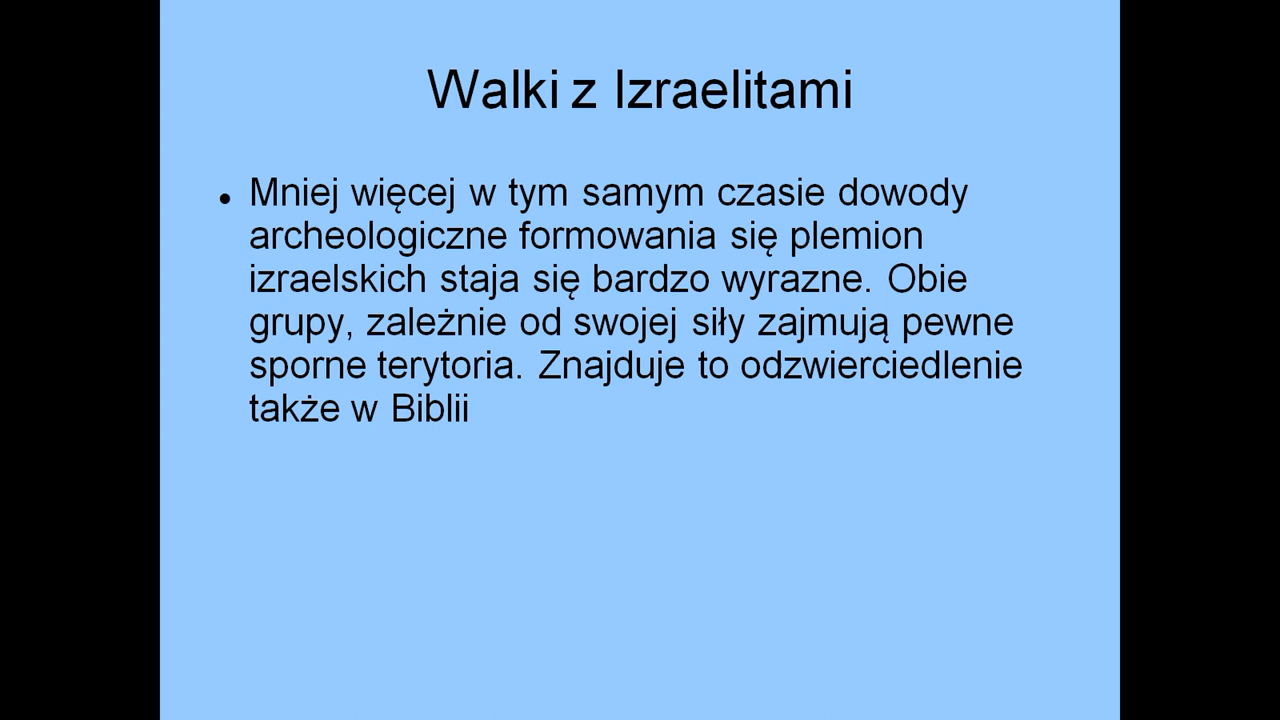 Walki z Izraelitami
● Mniej więcej w tym samym czasie dowody
archeologiczne formowania się plemion
izraelskich staja się bardzo wyrazne. Obie
grupy, zależnie od swojej siły zajmują pewne
sporne terytoria. Znajduje to odzwierciedlenie
także w Biblii